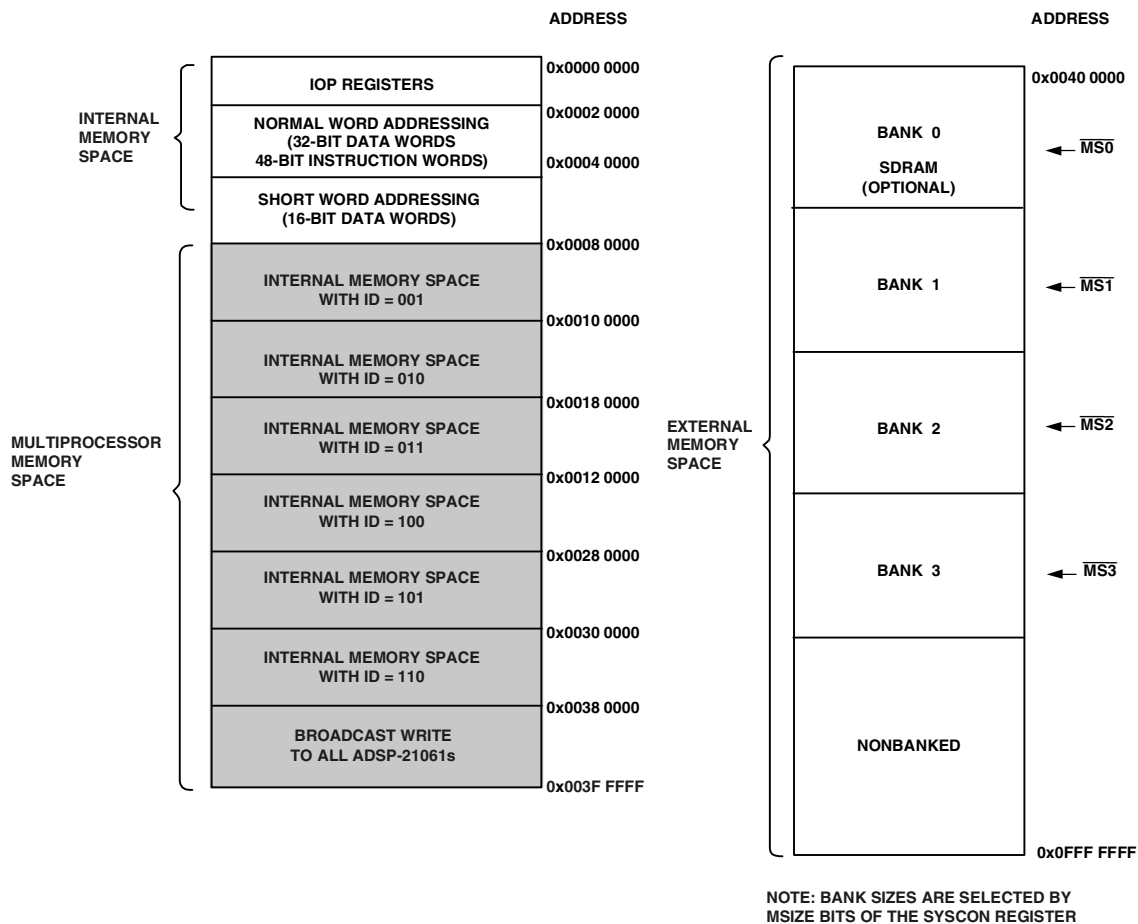 ADDRESS
0x0000 0000
IOP REGISTERS
0x0002 0000
INTERNAL
MEMORY
SPACE
NORMAL WORD ADDRESSING
(32-BIT DATA WORDS
48-BIT INSTRUCTION WORDS)
0x0004 0000
SHORT WORD ADDRESSING
(16-BIT DATA WORDS)
0x0008 0000
INTERNAL MEMORY SPACE
WITH ID = 001
0x0010 0000
INTERNAL MEMORY SPACE
WITH ID = 010
0x0018 0000
MULTIPROCESSOR
MEMORY
SPACE
INTERNAL MEMORY SPACE
WITH ID = 011
0x0012 0000
INTERNAL MEMORY SPACE
WITH ID = 100
0x0028 0000
INTERNAL MEMORY SPACE
WITH ID = 101
0x0030 0000
INTERNAL MEMORY SPACE
WITH ID = 110
0x0038 0000
BROADCAST WRITE
TO ALL ADSP-21061s
0x003F FFFF
ADDRESS
0x0040 0000
BANK 0
MS0
SDRAM
(OPTIONAL)
BANK 1
MS1
EXTERNAL
MEMORY
SPACE
BANK 2
MS2
BANK 3
MS3
NONBANKED
0x0FFF FFFF
NOTE: BANK SIZES ARE SELECTED BY
MSIZE BITS OF THE SYSCON REGISTER